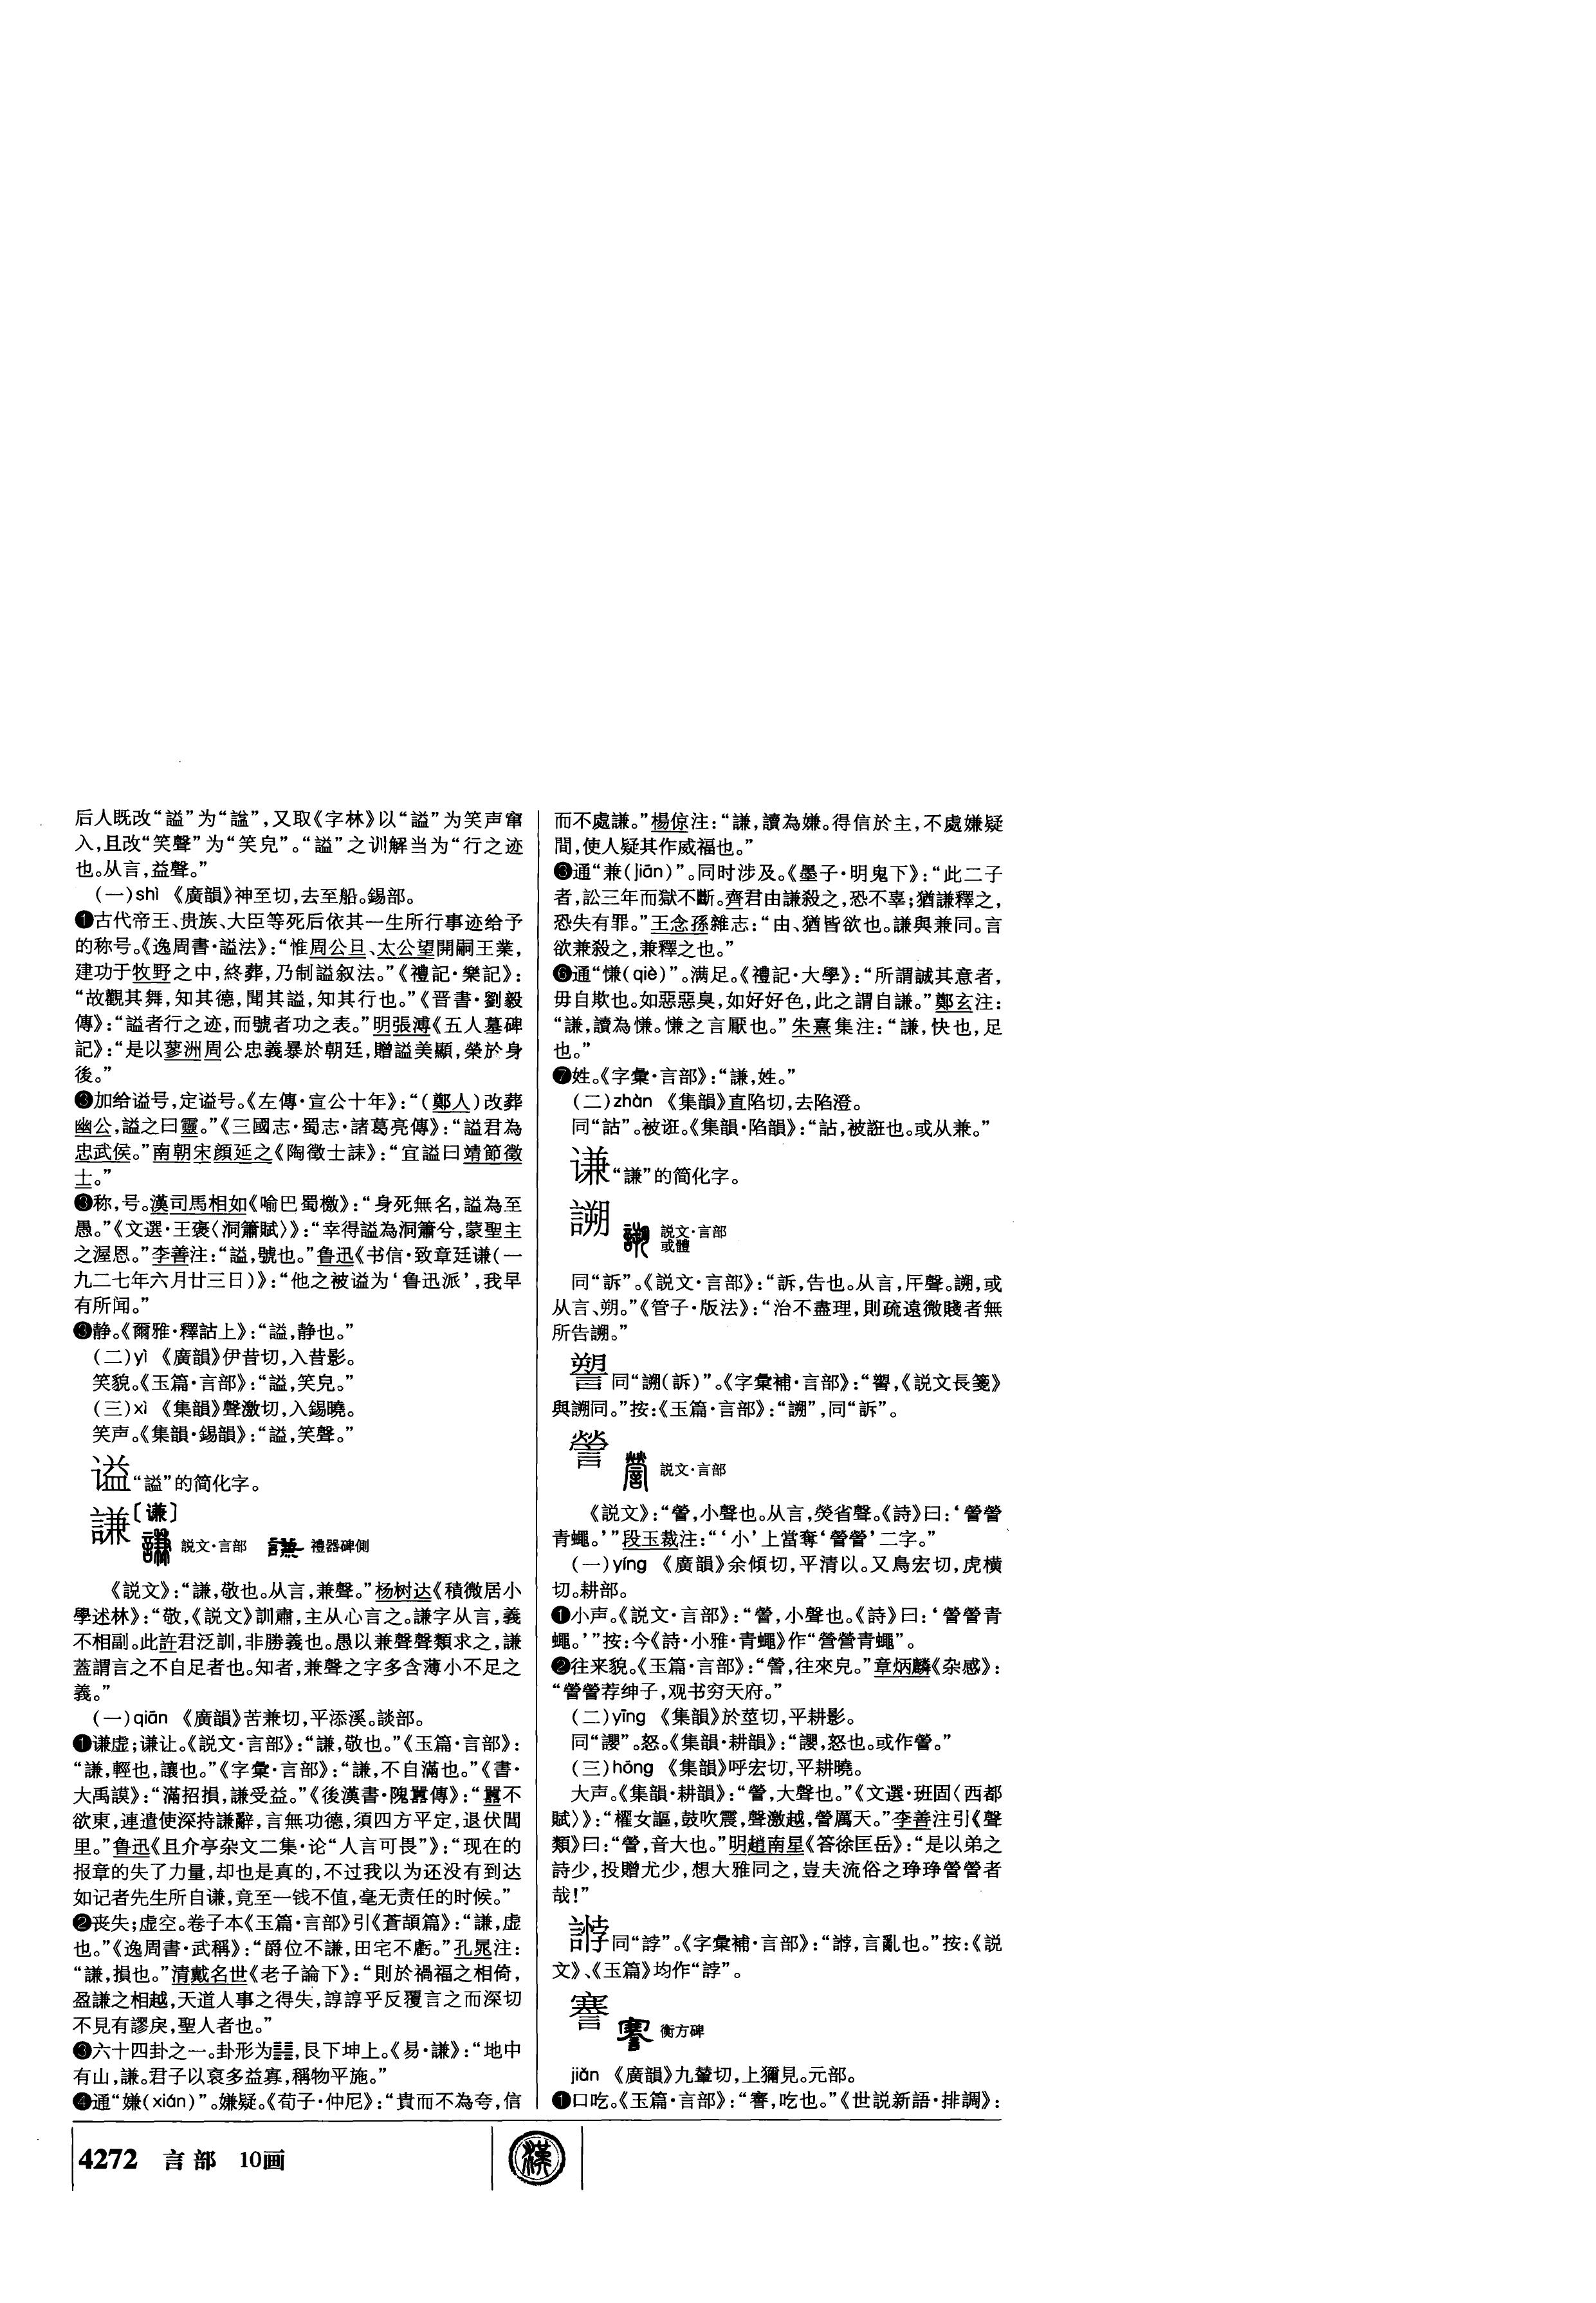 后人既改“謚”为“諡”，又取《字林》以“謚”为笑声窜
入，且改“笑聲”为“笑皃”。“謚”之训解当为“行之迹
也。从言，益聲。”
（一）shì 《廣韻》神至切，去至船。錫部。
❶古代帝王、贵族、大臣等死后依其一生所行事迹给予
的称号。《逸周書·謚法》：“惟周公旦、太公望開嗣王業，
建功于牧野之中，終葬，乃制謚叙法。”《禮記·樂記》：
“故觀其舞，知其德，聞其謚，知其行也。”《晋書·劉毅
傳》：“謚者行之迹，而號者功之表。”明張溥《五人墓碑
記》：“是以蓼洲周公忠義暴於朝廷，贈謚美顯，榮於身
後。”
❸加给谥号，定谥号。《左傳·宣公十年》：“（鄭人）改葬
幽公，謚之曰靈。”《三國志·蜀志·諸葛亮傳》：“謚君為
忠武侯。”南朝宋顔延之《陶徵士誄》：“宜謚曰靖節徵
士。”
❸称，号。漢司馬相如《喻巴蜀檄》：“身死無名，謚為至
愚。”《文選·王褒〈洞簫賦〉》：“幸得謚為洞簫兮，蒙聖主
之渥恩。”李善注：“謚，號也。”鲁迅《书信·致章廷谦（一
九二七年六月廿三日）》：“他之被谥为‘鲁迅派’，我早
有所闻。”
❸静。《爾雅·釋詁上》：“謚，静也。”
（二）yì 《廣韻》伊昔切，入昔影。
笑貌。《玉篇·言部》：“謚，笑皃。”
（三）xì 《集韻》聲激切，入錫曉。
笑声。《集韻·錫韻》：“謚，笑聲。”
谥“謚”的简化字。
謙〔谦〕
説文·言部 禮器碑側
《説文》：“謙，敬也。从言，兼聲。”杨树达《積微居小
學述林》：“敬，《説文》訓肅，主从心言之。謙字从言，義
不相副。此許君泛訓，非勝義也。愚以兼聲聲類求之，謙
蓋謂言之不自足者也。知者，兼聲之字多含薄小不足之
義。”
（一）qiān 《廣韻》苦兼切，平添溪。談部。
❶谦虚；谦让。《説文·言部》：“謙，敬也。”《玉篇·言部》：
“謙，輕也，讓也。”《字彙·言部》：“謙，不自滿也。”《書·
大禹謨》：“滿招損，謙受益。”《後漢書·隗囂傳》：“囂不
欲東，連遣使深持謙辭，言無功德，須四方平定，退伏閭
里。”鲁迅《且介亭杂文二集·论“人言可畏”》：“现在的
报章的失了力量，却也是真的，不过我以为还没有到达
如记者先生所自谦，竟至一钱不值，毫无责任的时候。”
❷丧失；虚空。卷子本《玉篇·言部》引《蒼頡篇》：“謙，虚
也。”《逸周書·武稱》：“爵位不謙，田宅不虧。”孔晁注：
“謙，損也。”清戴名世《老子論下》：“則於禍福之相倚，
盈謙之相越，天道人事之得失，諄諄乎反覆言之而深切
不見有謬戾，聖人者也。”
❸六十四卦之一。卦形为䷎，艮下坤上。《易·謙》：“地中
有山，謙。君子以裒多益寡，稱物平施。”
❹通“嫌（xián）”。嫌疑。《荀子·仲尼》：“貴而不為夸，信
而不處謙。”楊倞注：“謙，讀為嫌。得信於主，不處嫌疑
間，使人疑其作威福也。”
❸通“兼（jiān）”。同时涉及。《墨子·明鬼下》：“此二子
者，訟三年而獄不斷。齊君由謙殺之，恐不辜；猶謙釋之，
恐失有罪。”王念孫雜志：“由、猶皆欲也。謙與兼同。言
欲兼殺之，兼釋之也。”
❻通“慊（qiè）”。满足。《禮記·大學》：“所謂誠其意者，
毋自欺也。如惡惡臭，如好好色，此之謂自謙。”鄭玄注：
“謙，讀為慊。慊之言厭也。”朱熹集注：“謙，快也，足
也。”
❼姓。《字彙·言部》：“謙，姓。”
（二）zhàn 《集韻》直陷切，去陷澄。
同“詀”。被诳。《集韻·陷韻》：“詀，被誑也。或从兼。”
谦“謙”的简化字。
謝
説文·言部
或體
同“訴”。《説文·言部》：“訴，告也。从言，厈聲。謝，或
从言、朔。”《管子·版法》：“治不盡理，則疏遠微賤者無
所告謝。”
謺同“謝（訴）”。《字彙補·言部》：“謺，《説文長箋》
與謝同。”按：《玉篇·言部》：“謝”，同“訴”。
謍
説文·言部
《説文》：“謍，小聲也。从言，熒省聲。《詩》曰：‘謍謍
青蠅。’”段玉裁注：“‘小’上當奪‘謍謍’二字。”
（一）yíng 《廣韻》余傾切，平清以。又鳥宏切，虎横
切。耕部。
❶小声。《説文·言部》：“謍，小聲也。《詩》曰：‘謍謍青
蠅。’”按：今《詩·小雅·青蠅》作“營營青蠅”。
❷往来貌。《玉篇·言部》：“謍，往來皃。”章炳麟《杂感》：
“謍謍荐绅子，观书穷天府。”
（二）yīng 《集韻》於莖切，平耕影。
同“譻”。怒。《集韻·耕韻》：“譻，怒也。或作謍。”
（三）hōng 《集韻》呼宏切，平耕曉。
大声。《集韻·耕韻》：“謍，大聲也。”《文選·班固〈西都
賦〉》：“櫂女謳，鼓吹震，聲激越，謍厲天。”李善注引《聲
類》曰：“謍，音大也。”明趙南星《答徐匡岳》：“是以弟之
詩少，投贈尤少，想大雅同之，豈夫流俗之琤琤謍謍者
哉！”
同“誖”。《字彙補·言部》：“，言亂也。”按：《説
文》、《玉篇》均作“誖”。
謇
衡方碑
jiǎn 《廣韻》九輦切，上獮見。元部。
❶口吃。《玉篇·言部》：“謇，吃也。”《世説新語·排調》：
4272 言部 10画
漢